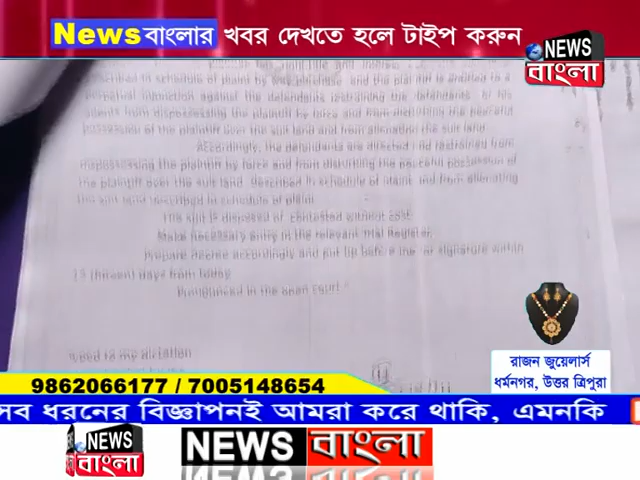 News বাংলার খবর দেখতে হলে টাইপ করুন
NEWS
বাংলা
described in schedule of plaint by and the plaintiff is entitled to a
perpetual injunction against the defendants restraining the defendants or his
agents from dispossessing the plaintiff by force and from disturbing the peaceful
possession of the plaintiff over the suit land and from alienating the suit land
Accordingly, the defendants are directed and restrained from
dispossessing the plaintiff by force and from disturbing the peaceful possession of
the plaintiff over the suit land described in schedule of plaint and from alienating
the suit land described in schedule of plaint
The suit is disposed of contested without cost
Make necessary entry in the relevant Trial Register
Prepare decree accordingly and put up before me for signature within
15 (fifteen) days from today
Pronounced in the open court
to my dictation
রাজন জুয়েলার্স
ধর্মনগর, উত্তর ত্রিপুরা
9862066177 / 7005148654
সব ধরনের বিজ্ঞাপনই আমরা করে থাকি, এমনকি
NEWS
বাংলা
NEWS বাংলা